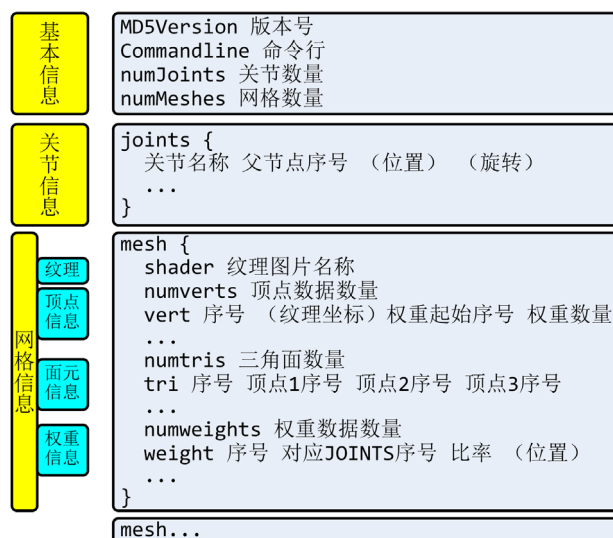 基本信息
MD5Version 版本号
Commandline 命令行
numJoints 关节数量
numMeshes 网格数量
关节信息
joints {
关节名称 父节点序号 （位置） （旋转）
...
}
网格信息
纹理
顶点信息
面元信息
权重信息
mesh {
shader 纹理图片名称
numverts 顶点数据数量
vert 序号 （纹理坐标）权重起始序号 权重数量
...
numtris 三角面数量
tri 序号 顶点1序号 顶点2序号 顶点3序号
...
numweights 权重数据数量
weight 序号 对应JOINTS序号 比率 （位置）
...
}
mesh...